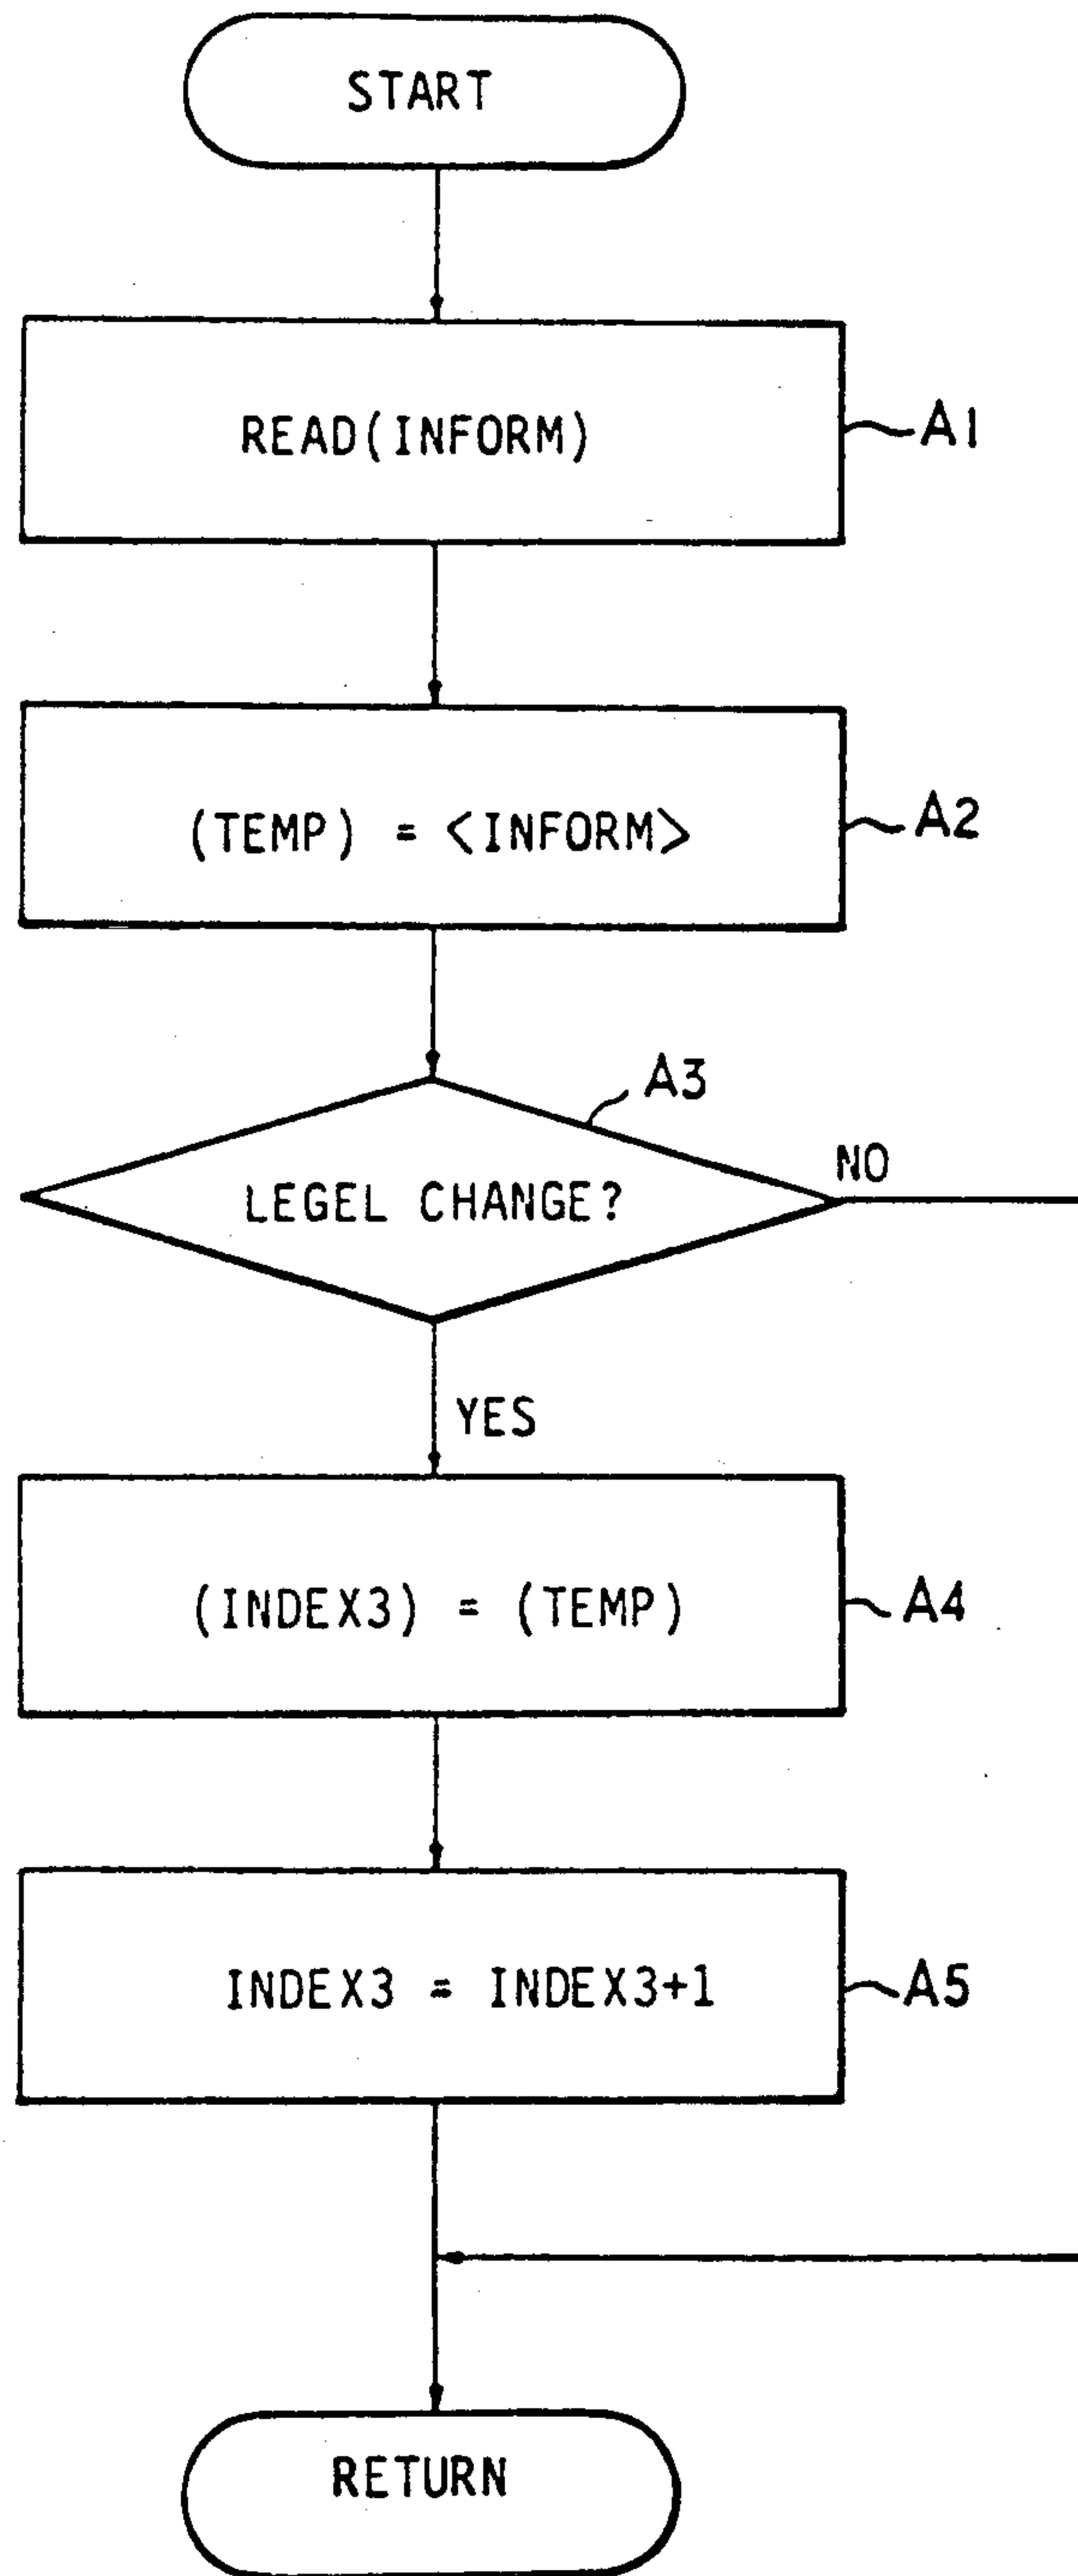 START
READ(INFORM)
A1
(TEMP) = <INFORM>
A2
A3
LEGEL CHANGE?
NO
YES
(INDEX3) = (TEMP)
A4
INDEX3 = INDEX3+1
A5
RETURN